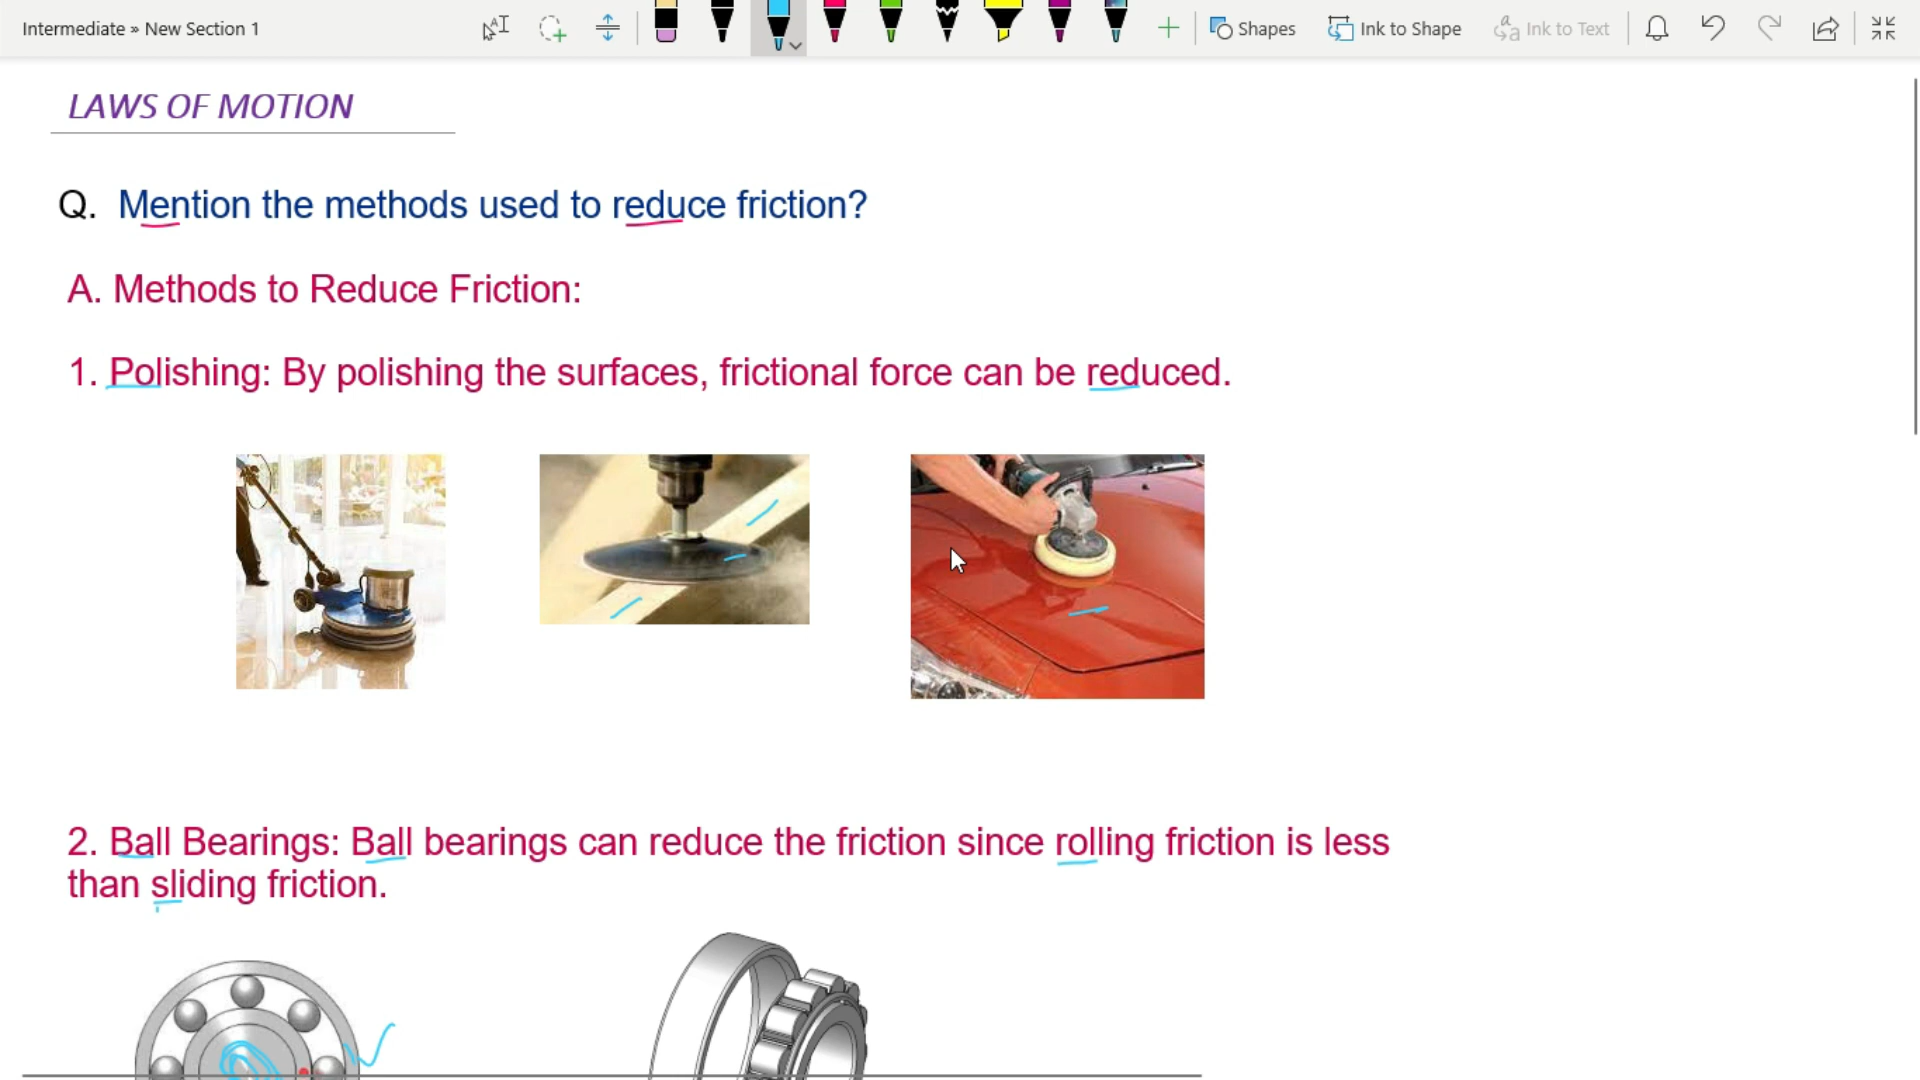 Intermediate » New Section 1
Shapes
Ink to Shape
Ink to Text
LAWS OF MOTION
Q. Mention the methods used to reduce friction?
A. Methods to Reduce Friction:
1. Polishing: By polishing the surfaces, frictional force can be reduced.
2. Ball Bearings: Ball bearings can reduce the friction since rolling friction is less
than sliding friction.